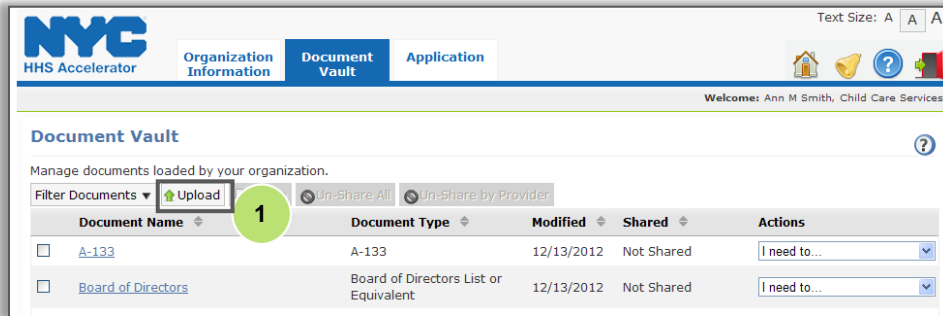 Text Size: A A A
NYC
HHS Accelerator
Organization Information
Document Vault
Application
Welcome: Ann M Smith, Child Care Services
Document Vault
Manage documents loaded by your organization.
Filter Documents Upload 1 Un-Share All Un-Share by Provider
Document Name Document Type Modified Shared Actions
A-133 A-133 12/13/2012 Not Shared I need to...
Board of Directors Board of Directors List or Equivalent 12/13/2012 Not Shared I need to...